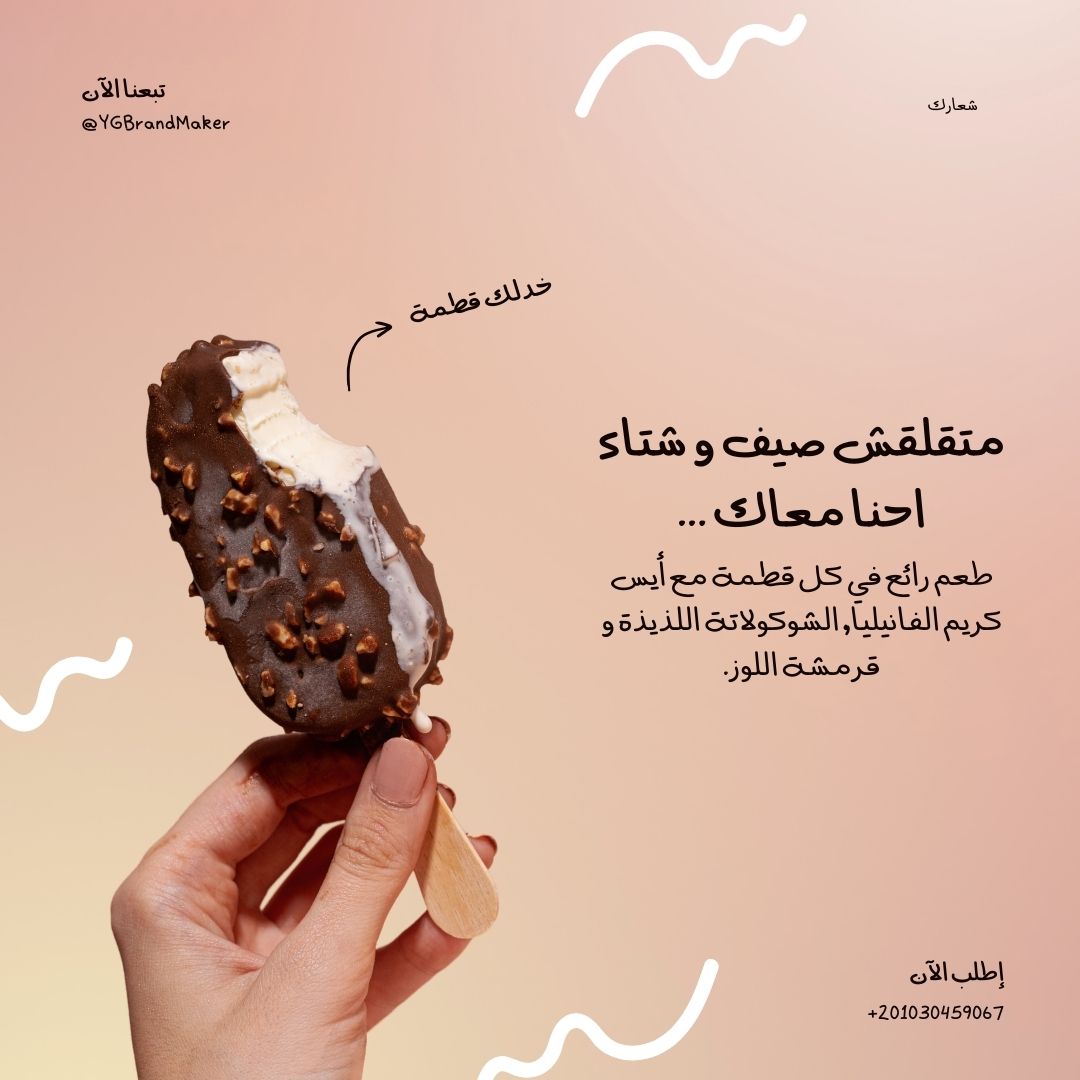 تبعنا الآن
@YGBrandMaker
شعارك
خدلك قطمة
متقلقش صيف و شتاء
احنا معاك ...
طعم رائع في كل قطمة مع أيس
كريم الفانيليا, الشوكولاتة اللذيذة و
قرمشة اللوز.
إطلب الآن
+201030459067